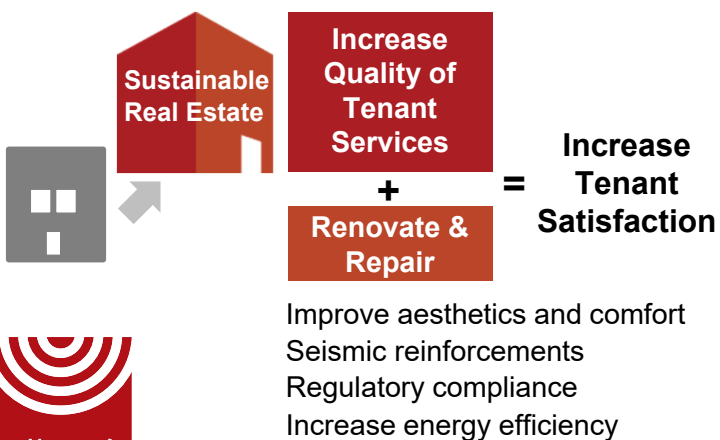 Sustainable
Real Estate
Increase
Quality of
Tenant
Services
+
Renovate &
Repair
=
Increase
Tenant
Satisfaction
Improve aesthetics and comfort
Seismic reinforcements
Regulatory compliance
Increase energy efficiency